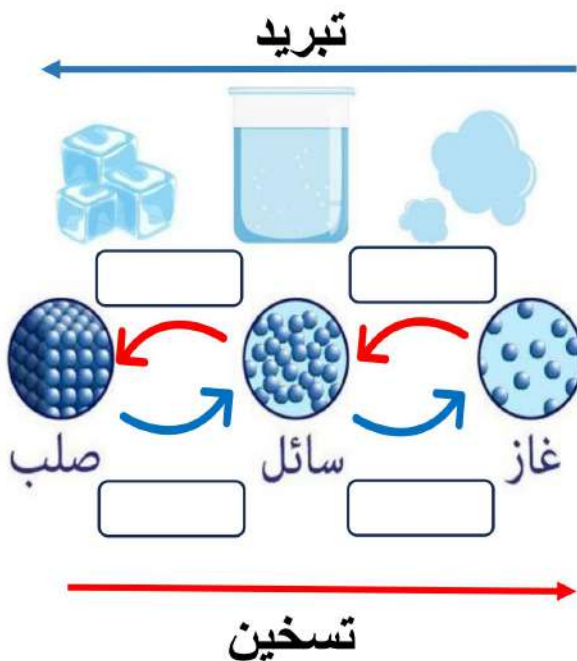 تبريد
غاز سائل صلب
تسخين